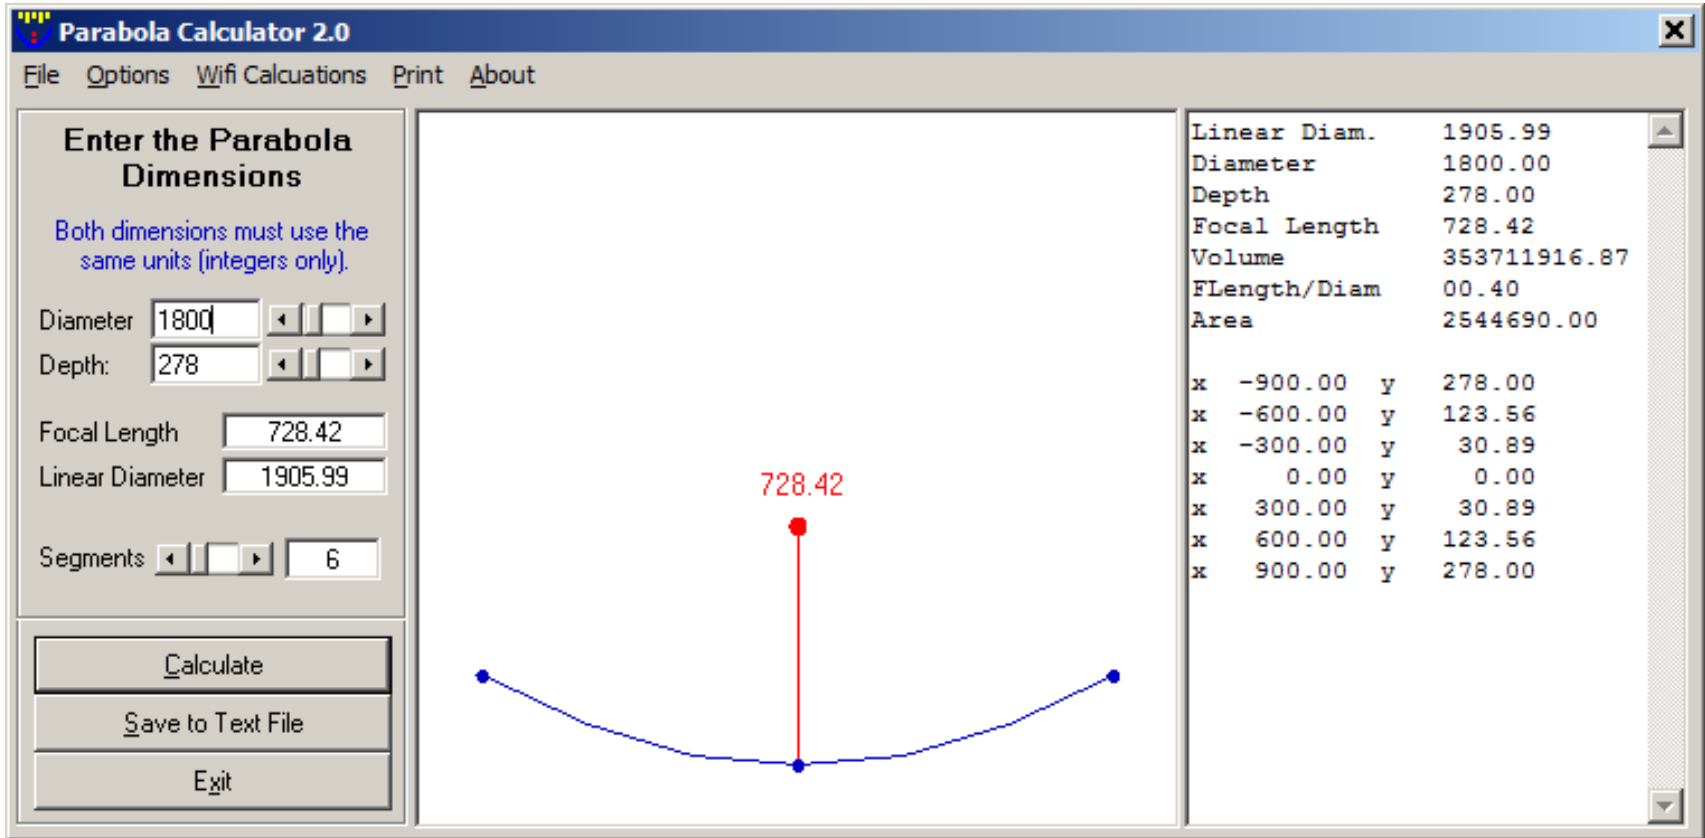 Parabola Calculator 2.0
File Options Wifi Calcuations Print About
Enter the Parabola
Dimensions
Both dimensions must use the
same units (integers only).
Diameter 1800
Depth: 278
Focal Length 728.42
Linear Diameter 1905.99
Segments 6
Calculate
Save to Text File
Exit
728.42
Linear Diam. 1905.99
Diameter 1800.00
Depth 278.00
Focal Length 728.42
Volume 353711916.87
FLength/Diam 00.40
Area 2544690.00
x -900.00 y 278.00
x -600.00 y 123.56
x -300.00 y 30.89
x 0.00 y 0.00
x 300.00 y 30.89
x 600.00 y 123.56
x 900.00 y 278.00